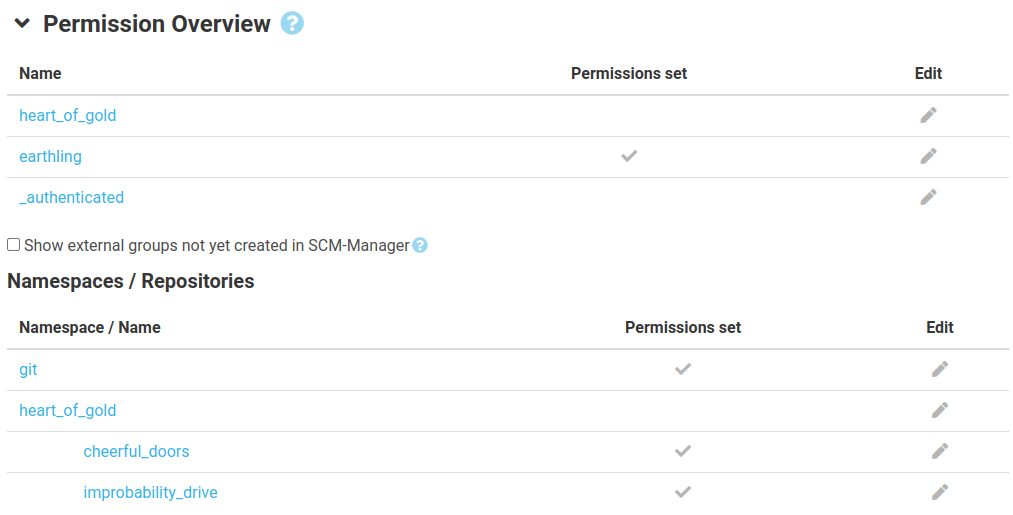 Permission Overview ?
Name Permissions set Edit
heart_of_gold
earthling
_authenticated
Show external groups not yet created in SCM-Manager ?
Namespaces / Repositories
Namespace / Name Permissions set Edit
git
heart_of_gold
cheerful_doors
improbability_drive